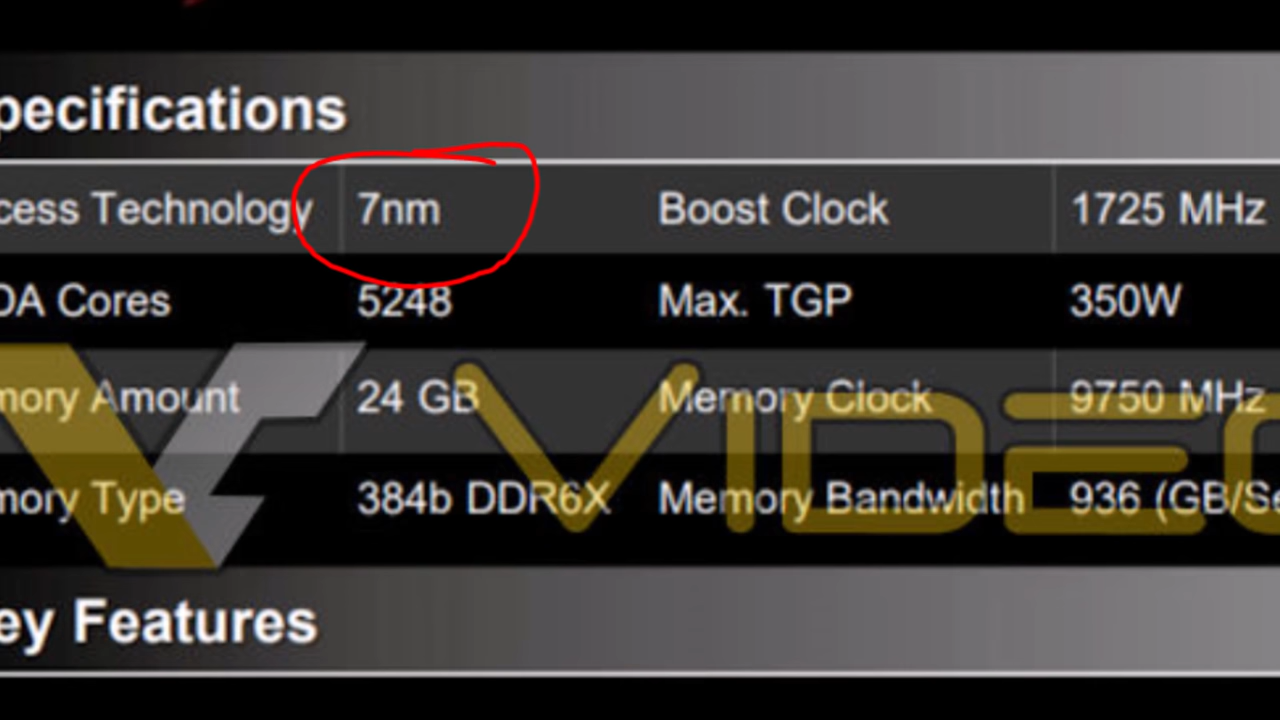 pecifications
cess Technology 7nm Boost Clock 1725 MHz
DA Cores 5248 Max. TGP 350W
mory Amount 24 GB Memory Clock 9750 MHz
mory Type 384b DDR6X Memory Bandwidth 936 (GB/Se
VIDEO
ey Features